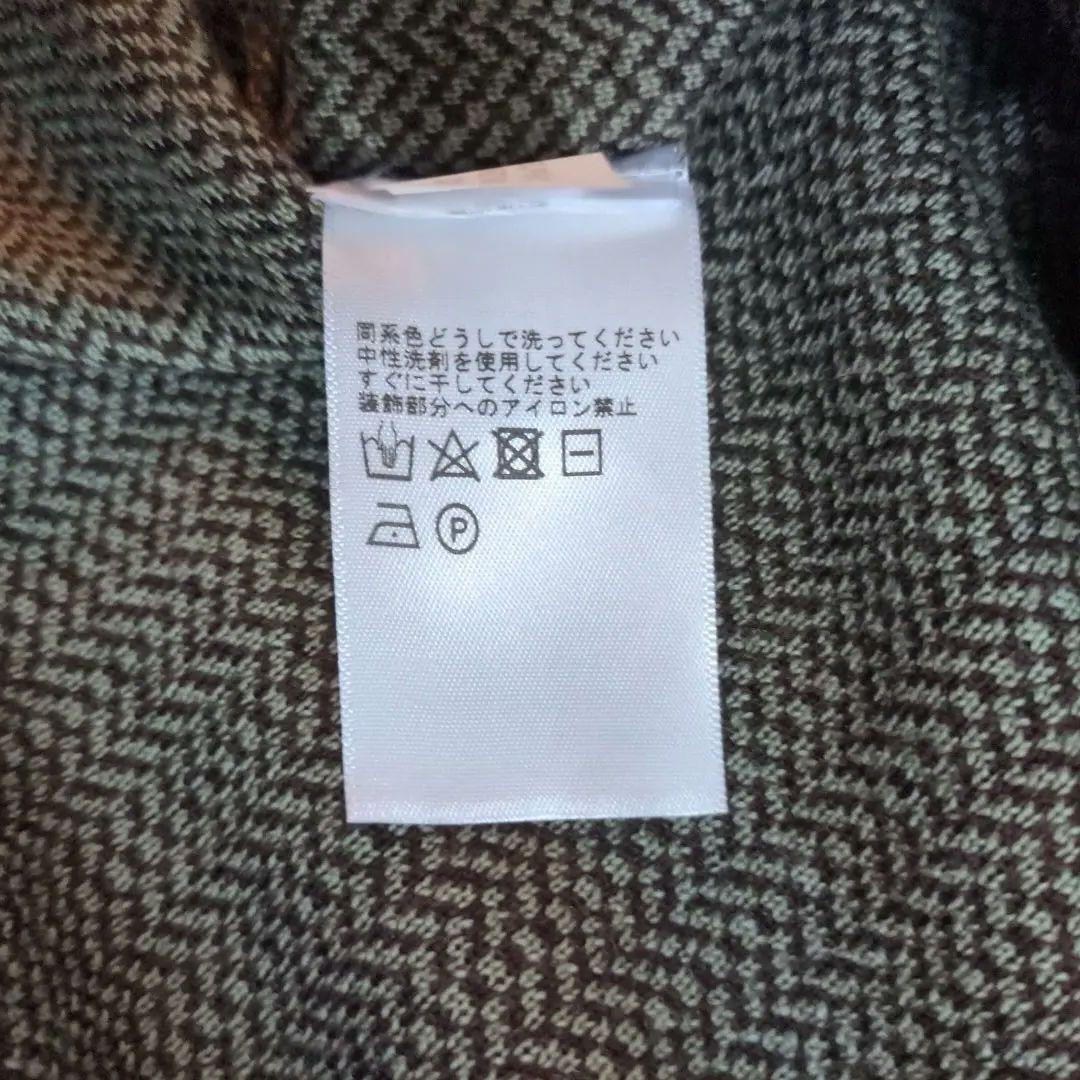 同系色どうしで洗ってください
中性洗剤を使用してください
すぐに干してください
装飾部分へのアイロン禁止
P